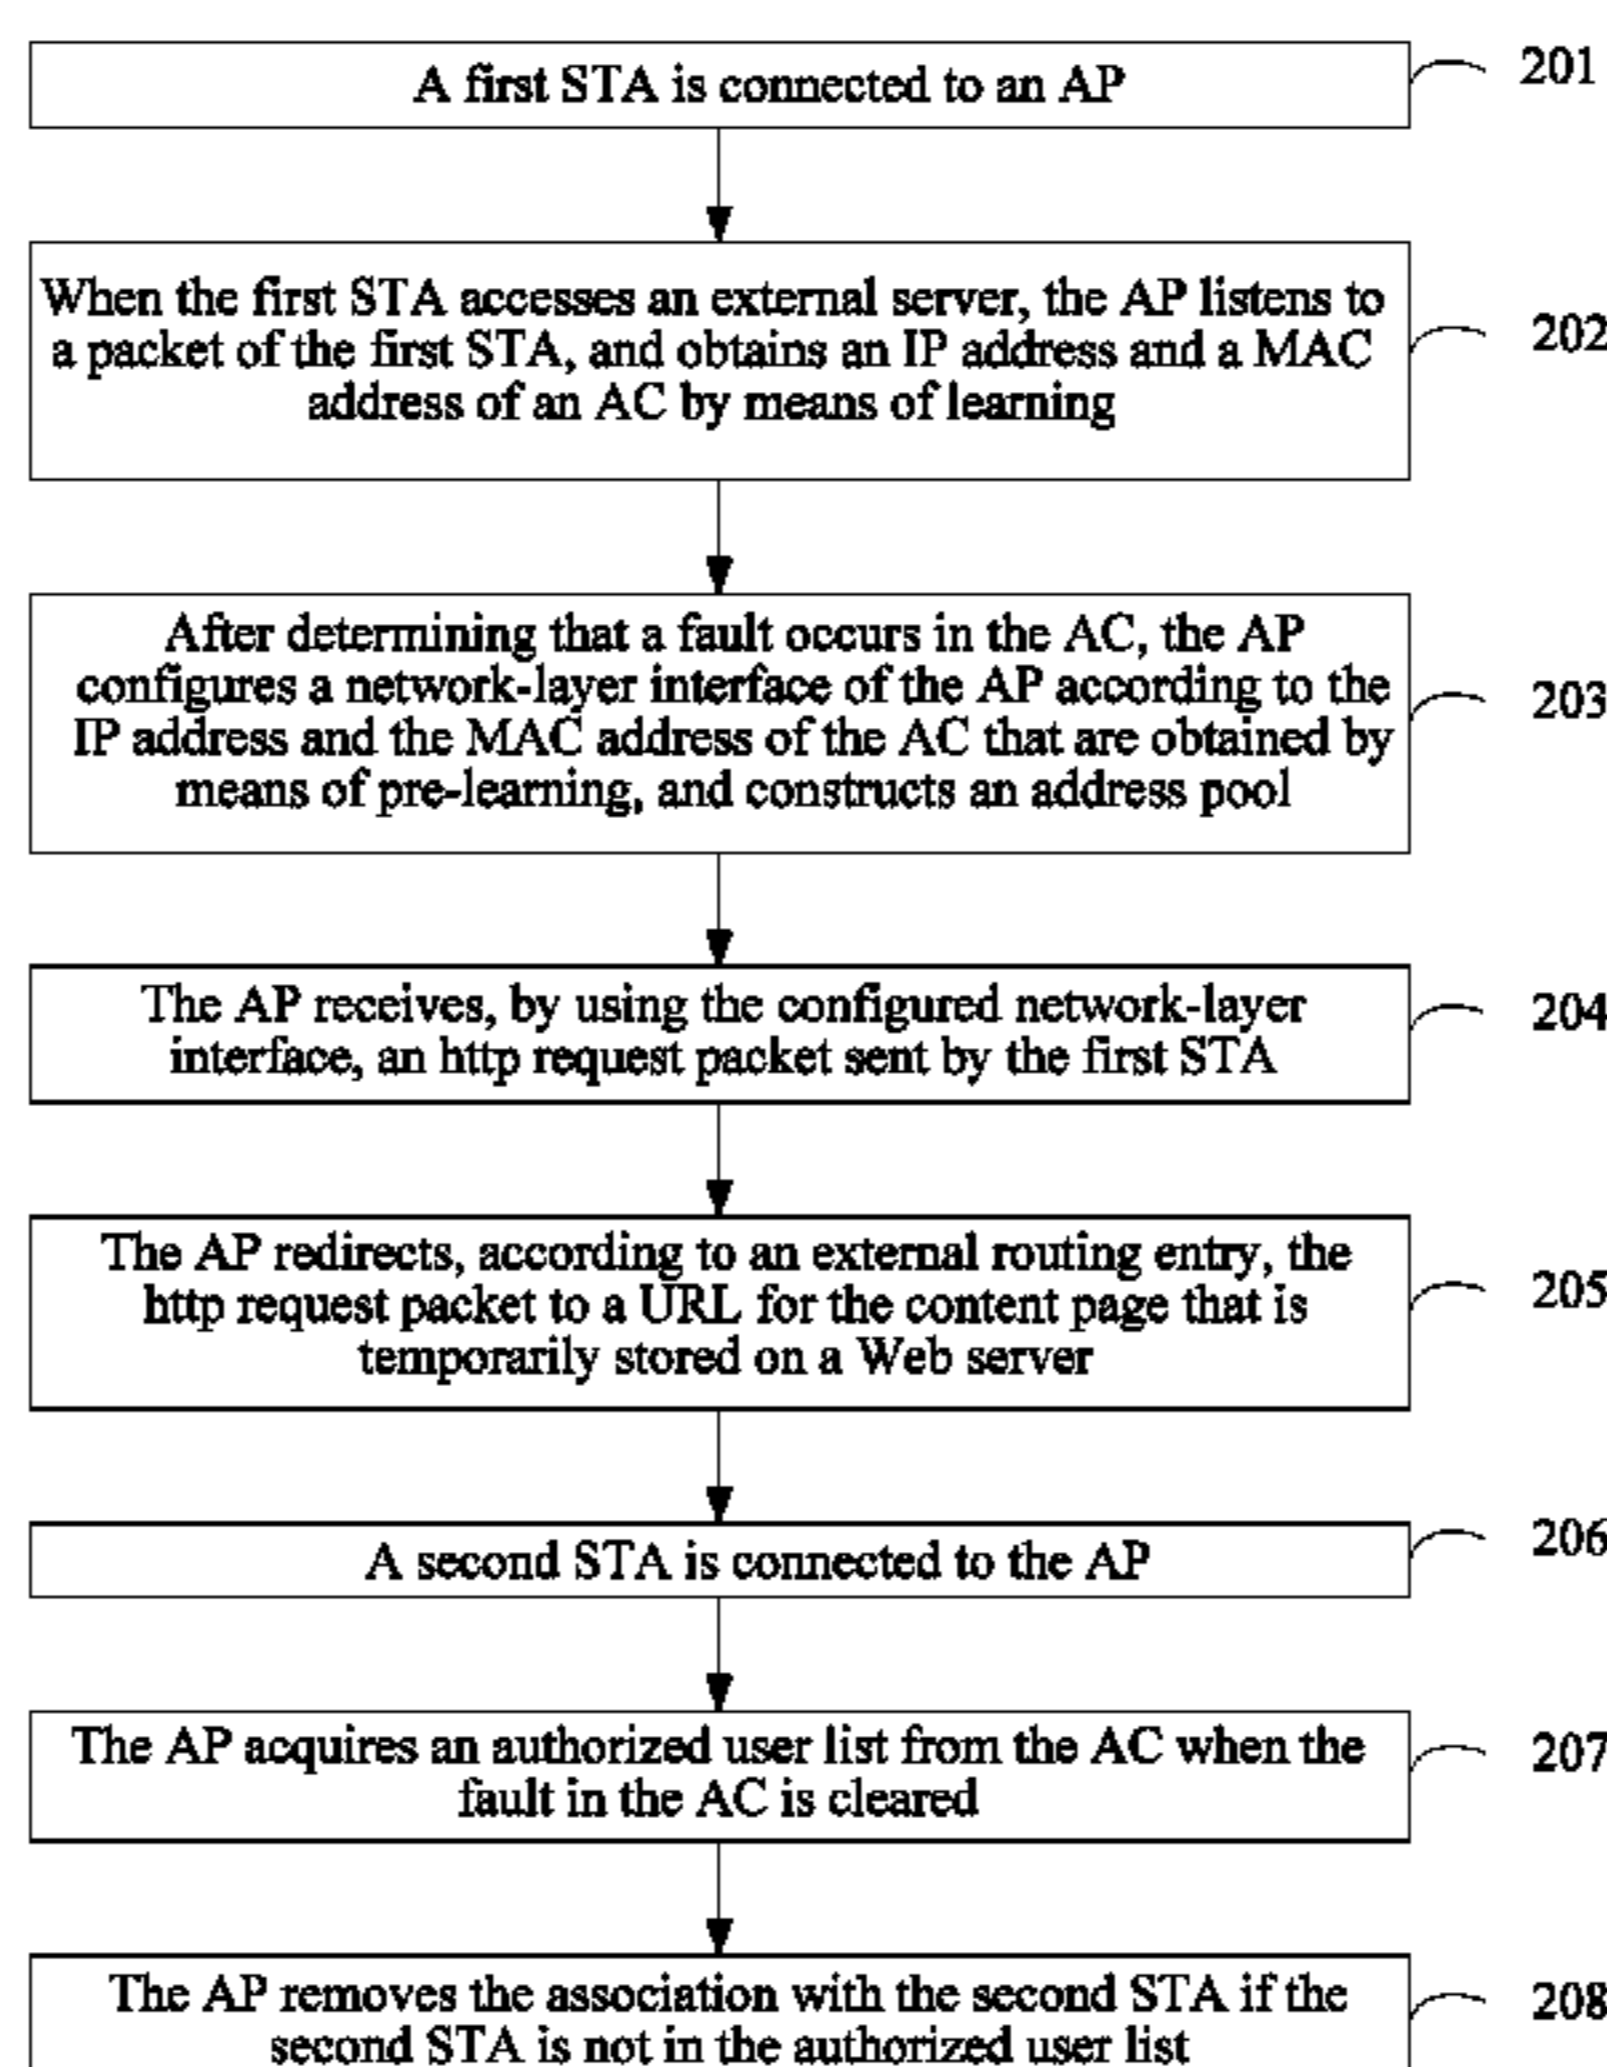 A first STA is connected to an AP
201
When the first STA accesses an external server, the AP listens to
a packet of the first STA, and obtains an IP address and a MAC
address of an AC by means of learning
202
After determining that a fault occurs in the AC, the AP
configures a network-layer interface of the AP according to the
IP address and the MAC address of the AC that are obtained by
means of pre-learning, and constructs an address pool
203
The AP receives, by using the configured network-layer
interface, an http request packet sent by the first STA
204
The AP redirects, according to an external routing entry, the
http request packet to a URL for the content page that is
temporarily stored on a Web server
205
A second STA is connected to the AP
206
The AP acquires an authorized user list from the AC when the
fault in the AC is cleared
207
The AP removes the association with the second STA if the
second STA is not in the authorized user list
208